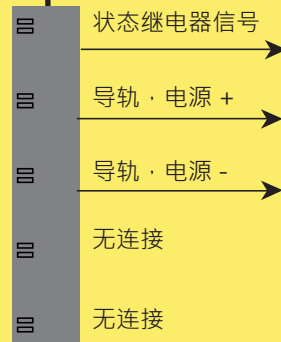 状态继电器信号
导轨，电源 +
导轨，电源 -
无连接
无连接